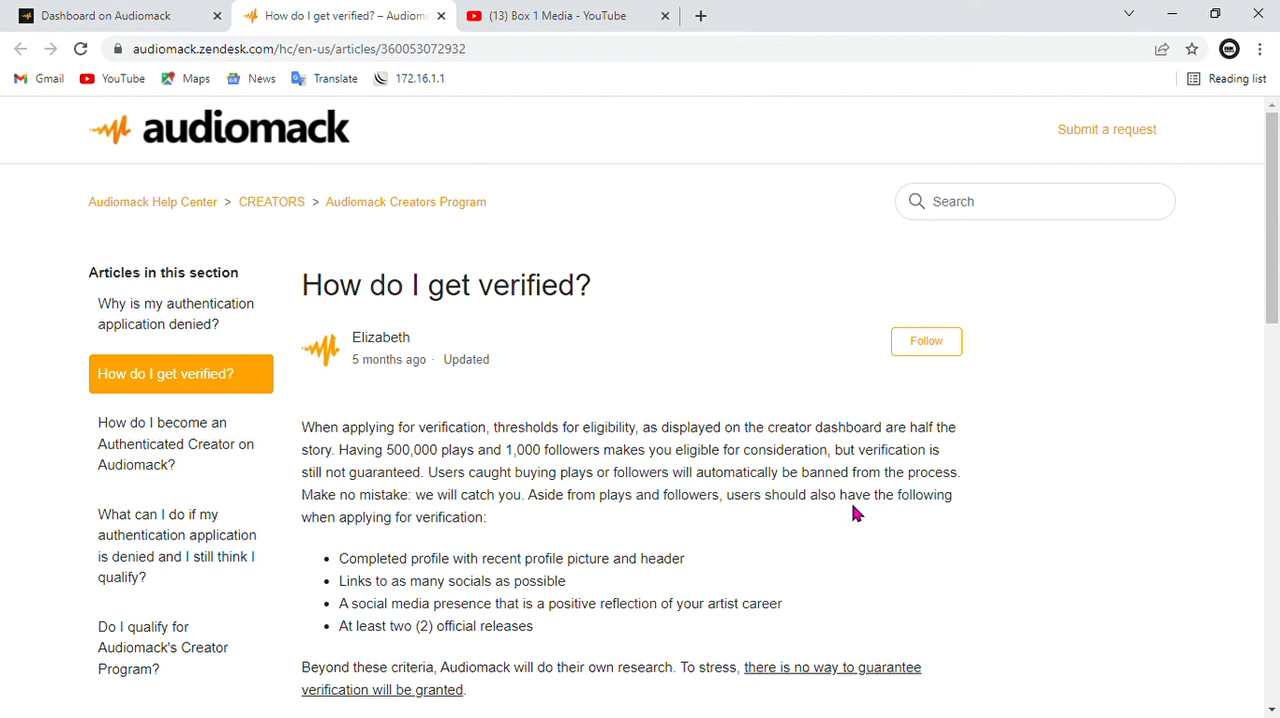 Dashboard on Audiomack
How do I get verified? – Audiom
(13) Box 1 Media - YouTube
audiomack.zendesk.com/hc/en-us/articles/360053072932
Gmail
YouTube
Maps
News
Translate
172.16.1.1
Reading list
audiomack
Submit a request
Audiomack Help Center > CREATORS > Audiomack Creators Program
Search
Articles in this section
Why is my authentication
application denied?
How do I get verified?
How do I become an
Authenticated Creator on
Audiomack?
What can I do if my
authentication application
is denied and I still think I
qualify?
Do I qualify for
Audiomack's Creator
Program?
How do I get verified?
Elizabeth
5 months ago · Updated
Follow
When applying for verification, thresholds for eligibility, as displayed on the creator dashboard are half the
story. Having 500,000 plays and 1,000 followers makes you eligible for consideration, but verification is
still not guaranteed. Users caught buying plays or followers will automatically be banned from the process.
Make no mistake: we will catch you. Aside from plays and followers, users should also have the following
when applying for verification:
• Completed profile with recent profile picture and header
• Links to as many socials as possible
• A social media presence that is a positive reflection of your artist career
• At least two (2) official releases
Beyond these criteria, Audiomack will do their own research. To stress, there is no way to guarantee
verification will be granted.